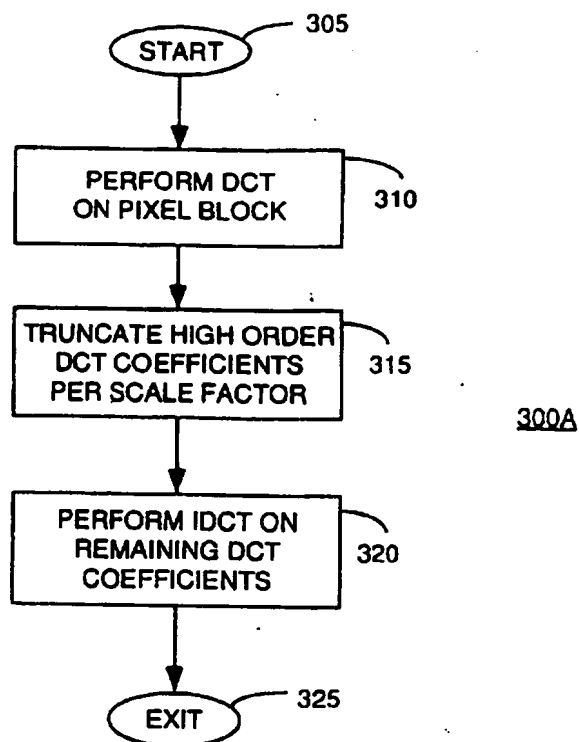 START
305
PERFORM DCT
ON PIXEL BLOCK
310
TRUNCATE HIGH ORDER
DCT COEFFICIENTS
PER SCALE FACTOR
315
300A
PERFORM IDCT ON
REMAINING DCT
COEFFICIENTS
320
EXIT
325